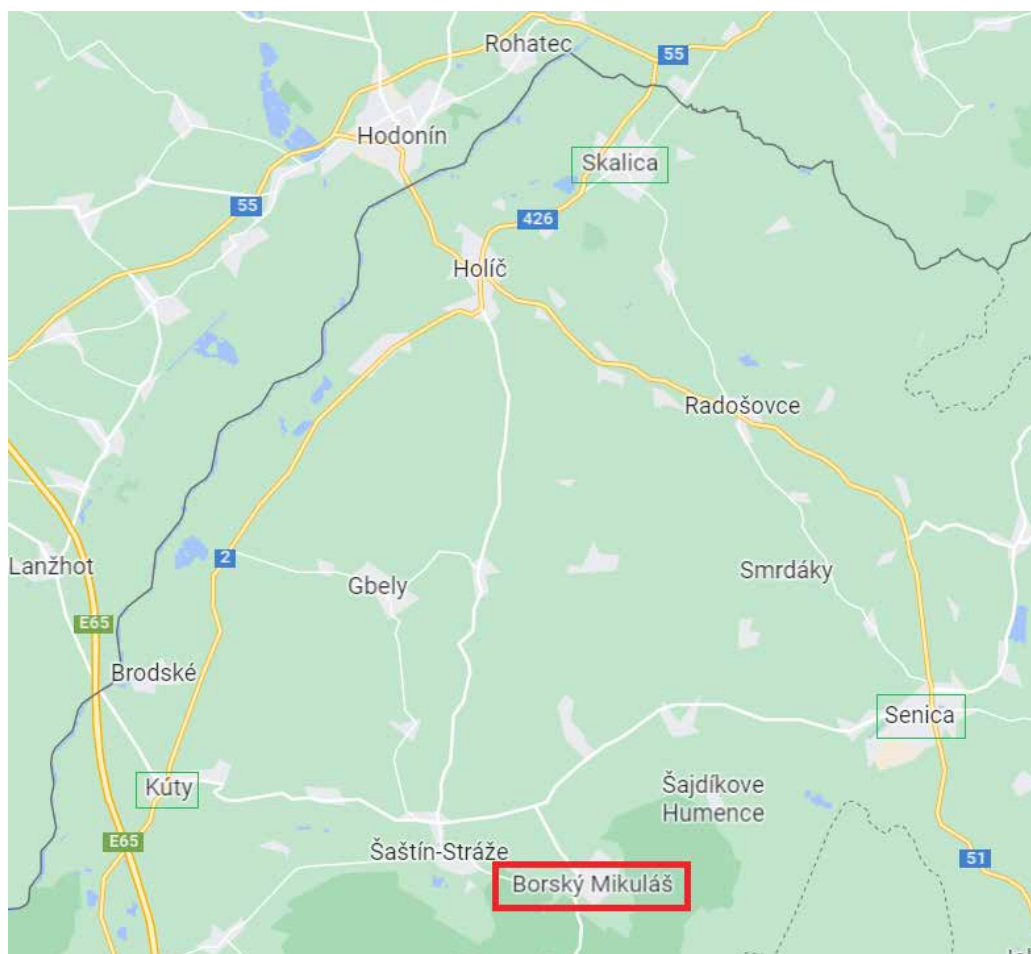 Rohatec
55
Hodonín
Skalica
55
426
Holíč
Radošovce
2
Lanžhot
Gbely
Smrdáky
E65
Brodské
Senica
Kúty
Šajdíkove
Humence
E65
Šaštín-Stráže
51
Borský Mikuláš